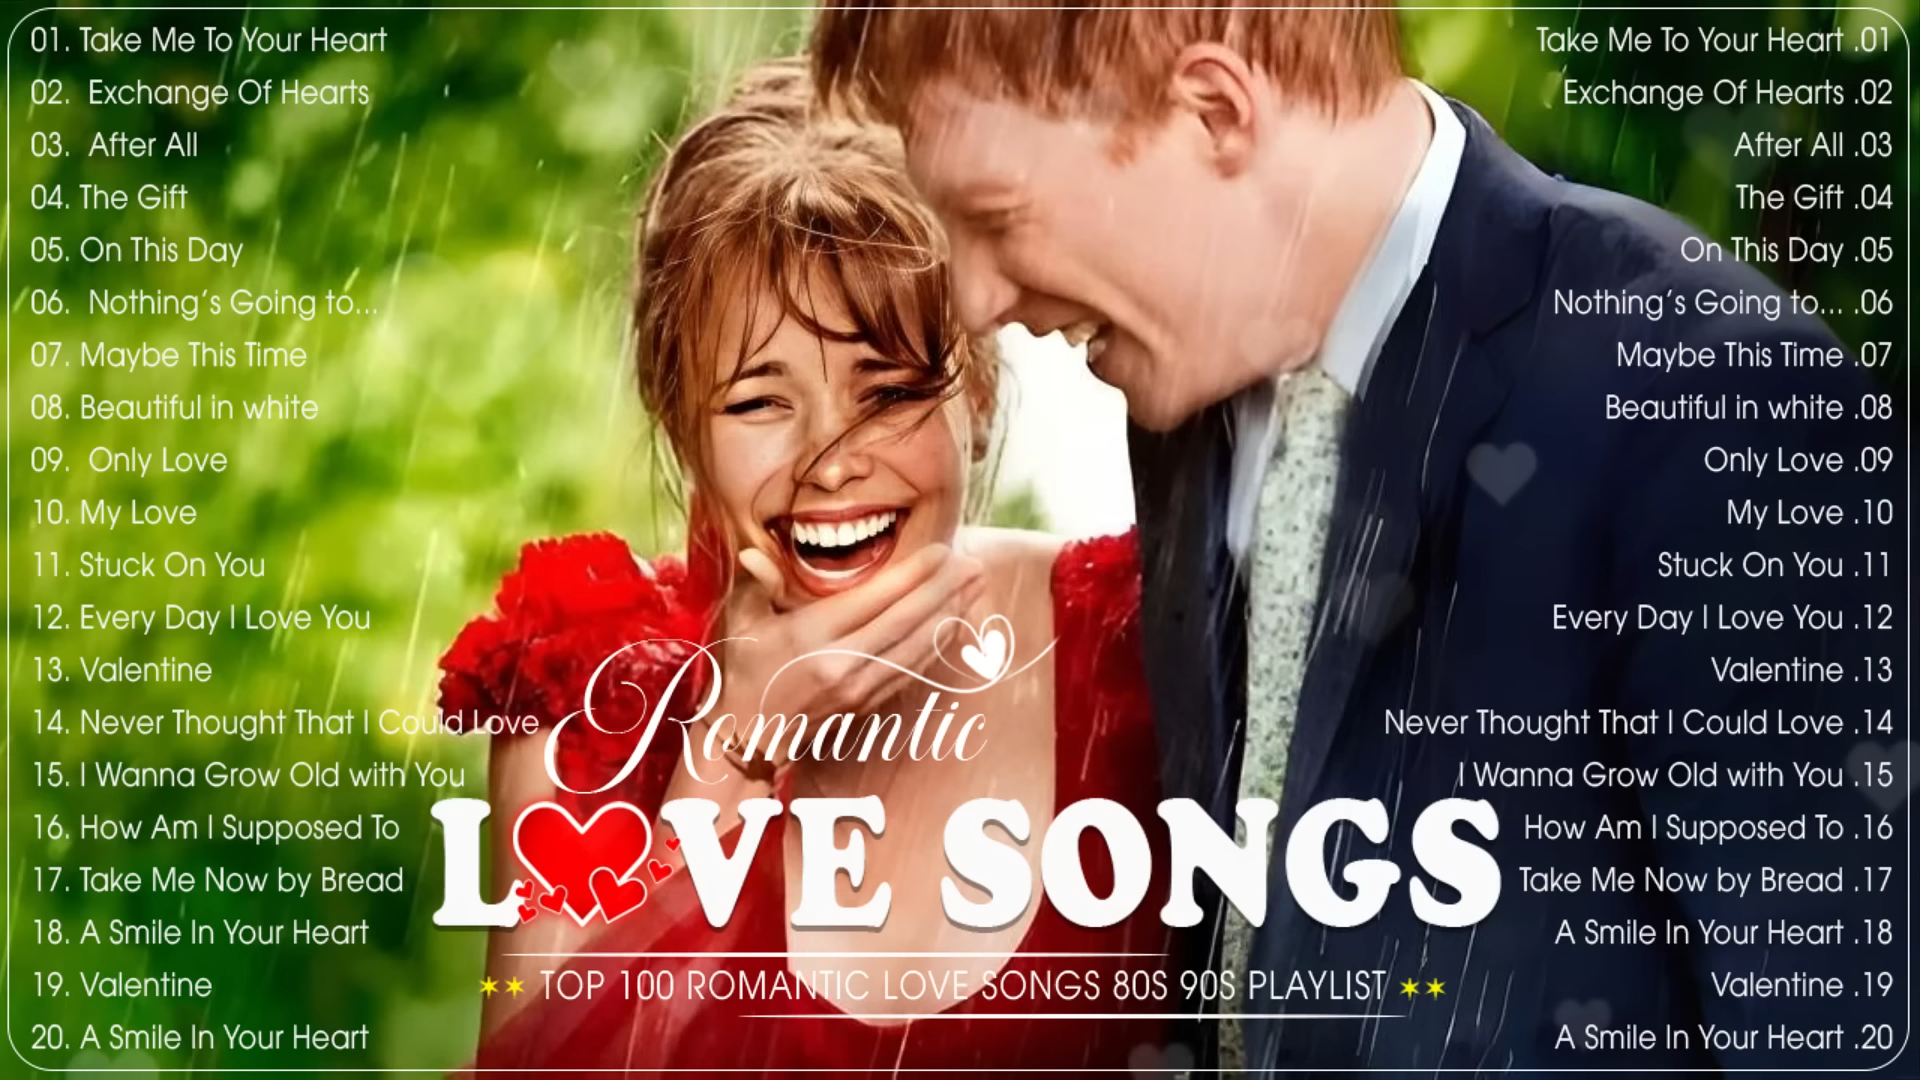 01. Take Me To Your Heart
02. Exchange Of Hearts
03. After All
04. The Gift
05. On This Day
06. Nothing's Going to...
07. Maybe This Time
08. Beautiful in white
09. Only Love
10. My Love
11. Stuck On You
12. Every Day I Love You
13. Valentine
14. Never Thought That I Could Love
15. I Wanna Grow Old with You
16. How Am I Supposed To
17. Take Me Now by Bread
18. A Smile In Your Heart
19. Valentine
20. A Smile In Your Heart
Romantic
LOVE SONGS
TOP 100 ROMANTIC LOVE SONGS 80S 90S PLAYLIST
Take Me To Your Heart .01
Exchange Of Hearts .02
After All .03
The Gift .04
On This Day .05
Nothing's Going to... .06
Maybe This Time .07
Beautiful in white .08
Only Love .09
My Love .10
Stuck On You .11
Every Day I Love You .12
Valentine .13
Never Thought That I Could Love .14
I Wanna Grow Old with You .15
How Am I Supposed To .16
Take Me Now by Bread .17
A Smile In Your Heart .18
Valentine .19
A Smile In Your Heart .20